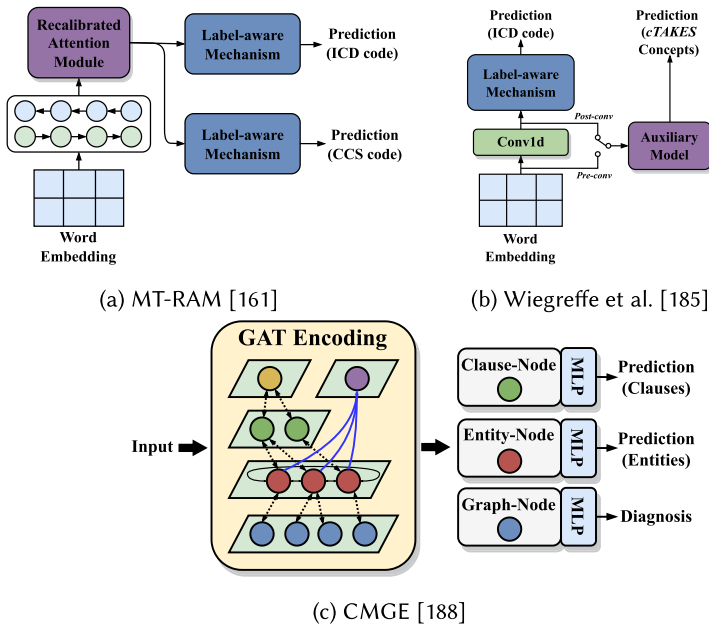 Recalibrated
Attention
Module
Label-aware
Mechanism
Prediction
(ICD code)
Label-aware
Mechanism
Prediction
(CCS code)
Word
Embedding
(a) MT-RAM [161]
Prediction
(ICD code)
Prediction
(cTAKES
Concepts)
Label-aware
Mechanism
Post-conv
Conv1d
Auxiliary
Model
Pre-conv
Word
Embedding
(b) Wiegreffe et al. [185]
GAT Encoding
Input
Clause-Node
MLP
Prediction
(Clauses)
Entity-Node
MLP
Prediction
(Entities)
Graph-Node
MLP
Diagnosis
(c) CMGE [188]